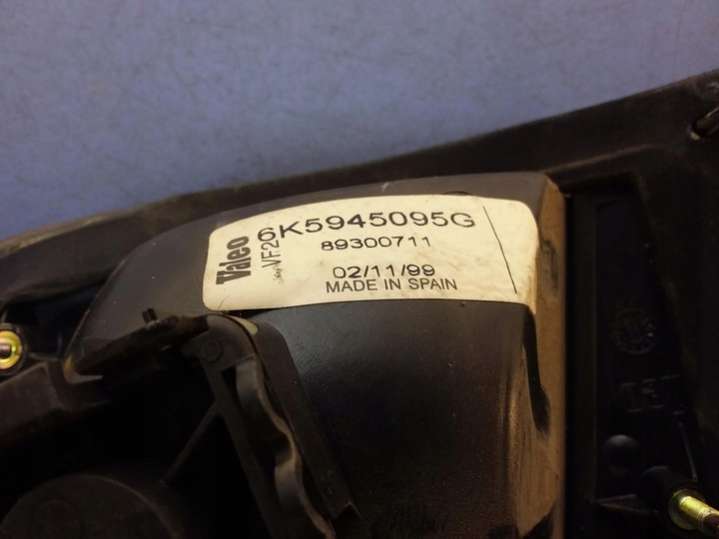 Valeo
VF2
6K5945095G
89300711
02/11/99
MADE IN SPAIN